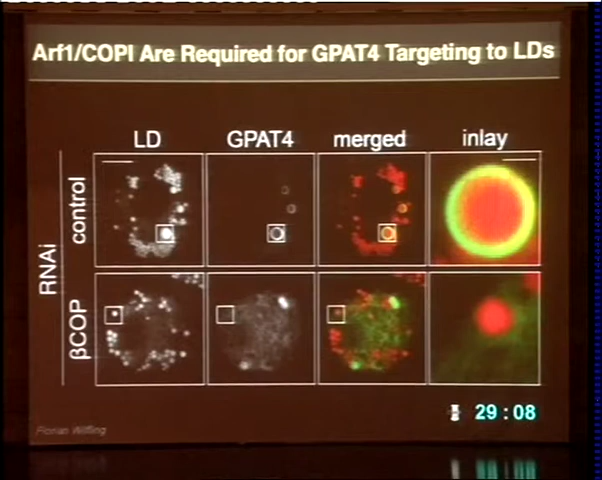 Arf1/COPI Are Required for GPAT4 Targeting to LDs
LD GPAT4 merged inlay
RNAi
control
βCOP
29:08
Florian Wilfling